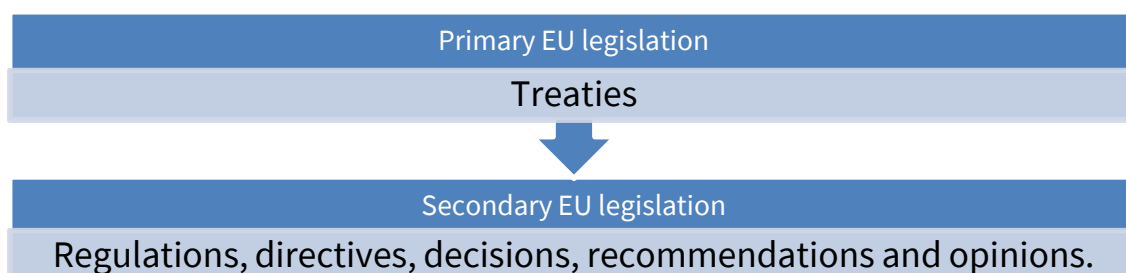 Primary EU legislation
Treaties
Secondary EU legislation
Regulations, directives, decisions, recommendations and opinions.